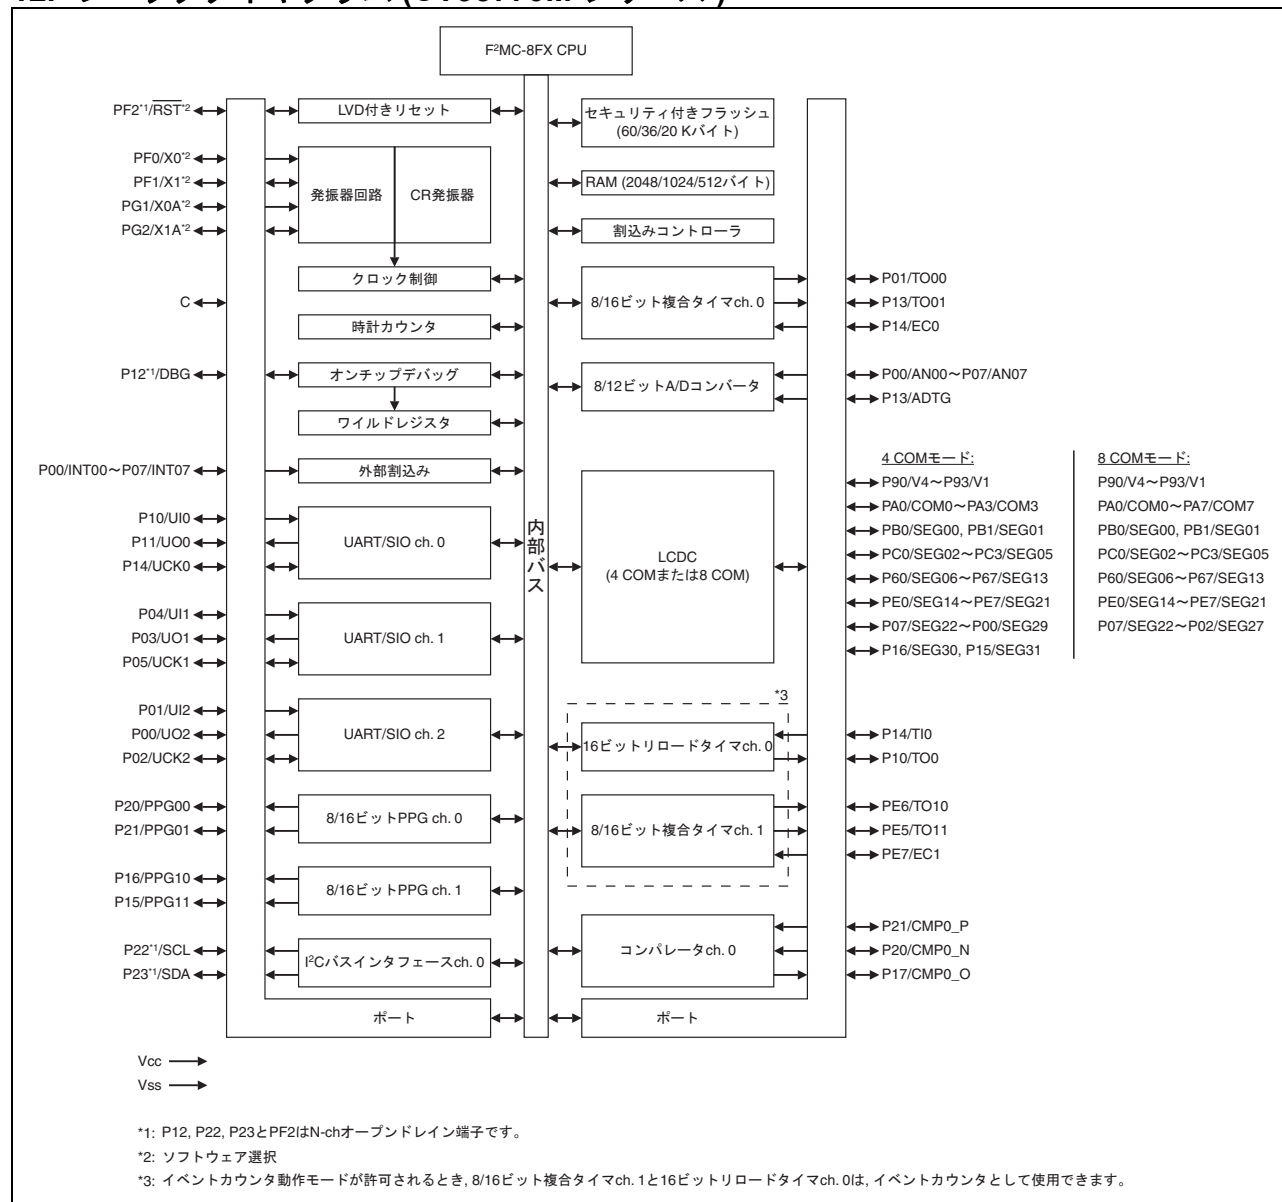 F²MC-8FX CPU
PF2*1/RST*2
LVD付きリセット
セキュリティ付きフラッシュ
(60/36/20 Kバイト)
PF0/X0*2
PF1/X1*2
PG1/X0A*2
PG2/X1A*2
発振器回路
CR発振器
RAM (2048/1024/512バイト)
割込みコントローラ
クロック制御
C
時計カウンタ
8/16ビット複合タイマch. 0
P01/TO00
P13/TO01
P14/EC0
P12*1/DBG
オンチップデバッグ
ワイルドレジスタ
8/12ビットA/Dコンバータ
P00/AN00～P07/AN07
P13/ADTG
P00/INT00～P07/INT07
外部割込み
P10/UI0
P11/UO0
P14/UCK0
UART/SIO ch. 0
内部バス
LCDC
(4 COMまたは8 COM)
4 COMモード:
P90/V4～P93/V1
PA0/COM0～PA3/COM3
PB0/SEG00, PB1/SEG01
PC0/SEG02～PC3/SEG05
P60/SEG06～P67/SEG13
PE0/SEG14～PE7/SEG21
P07/SEG22～P00/SEG29
P16/SEG30, P15/SEG31
8 COMモード:
P90/V4～P93/V1
PA0/COM0～PA7/COM7
PB0/SEG00, PB1/SEG01
PC0/SEG02～PC3/SEG05
P60/SEG06～P67/SEG13
PE0/SEG14～PE7/SEG21
P07/SEG22～P02/SEG27
P04/UI1
P03/UO1
P05/UCK1
UART/SIO ch. 1
P01/UI2
P00/UO2
P02/UCK2
UART/SIO ch. 2
*3
16ビットリロードタイマch. 0
P14/TI0
P10/TO0
P20/PPG00
P21/PPG01
8/16ビットPPG ch. 0
8/16ビット複合タイマch. 1
PE6/TO10
PE5/TO11
PE7/EC1
P16/PPG10
P15/PPG11
8/16ビットPPG ch. 1
P22*1/SCL
P23*1/SDA
I²Cバスインタフェースch. 0
コンパレータch. 0
P21/CMP0_P
P20/CMP0_N
P17/CMP0_O
ポート
ポート
Vcc
Vss
*1: P12, P22, P23とPF2はN-chオープンドレイン端子です。
*2: ソフトウェア選択
*3: イベントカウンタ動作モードが許可されるとき, 8/16ビット複合タイマch. 1と16ビットリロードタイマch. 0は, イベントカウンタとして使用できます。